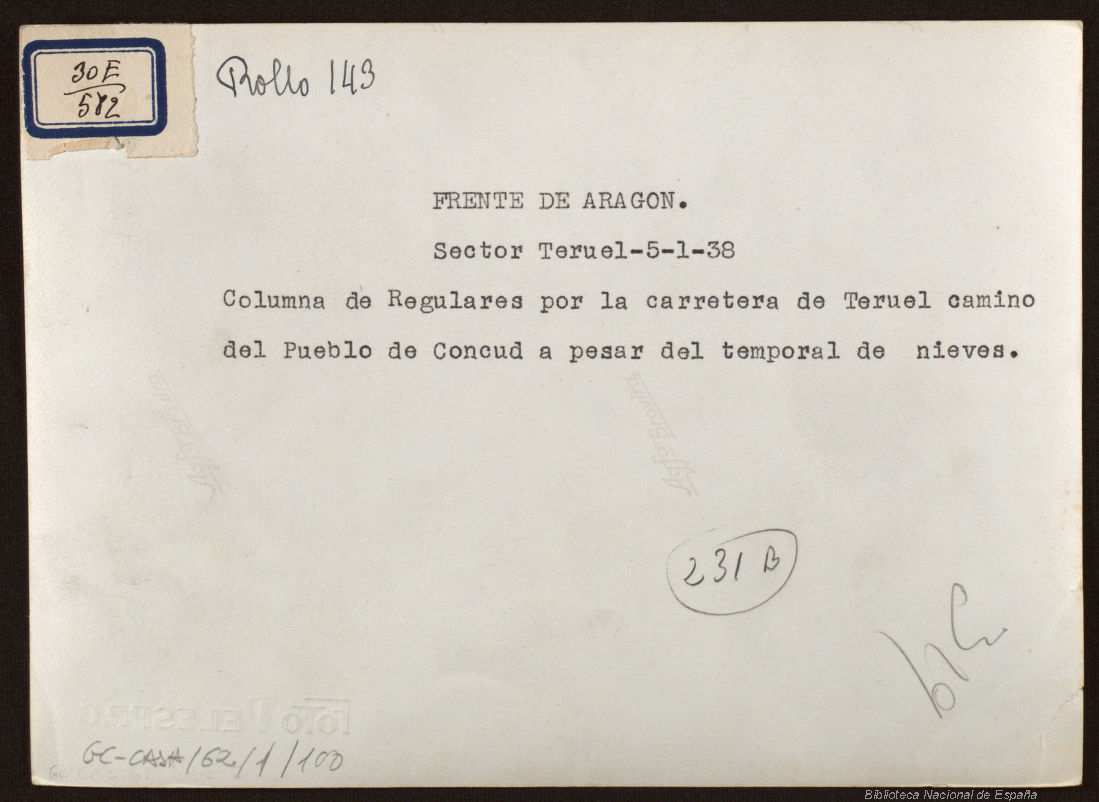 30E
582
Rollo 143
FRENTE DE ARAGON.
Sector Teruel-5-1-38
Columna de Regulares por la carretera de Teruel camino
del Pueblo de Concud a pesar del temporal de nieves.
231 B
GC-CAJA/62/1/100
Biblioteca Nacional de España